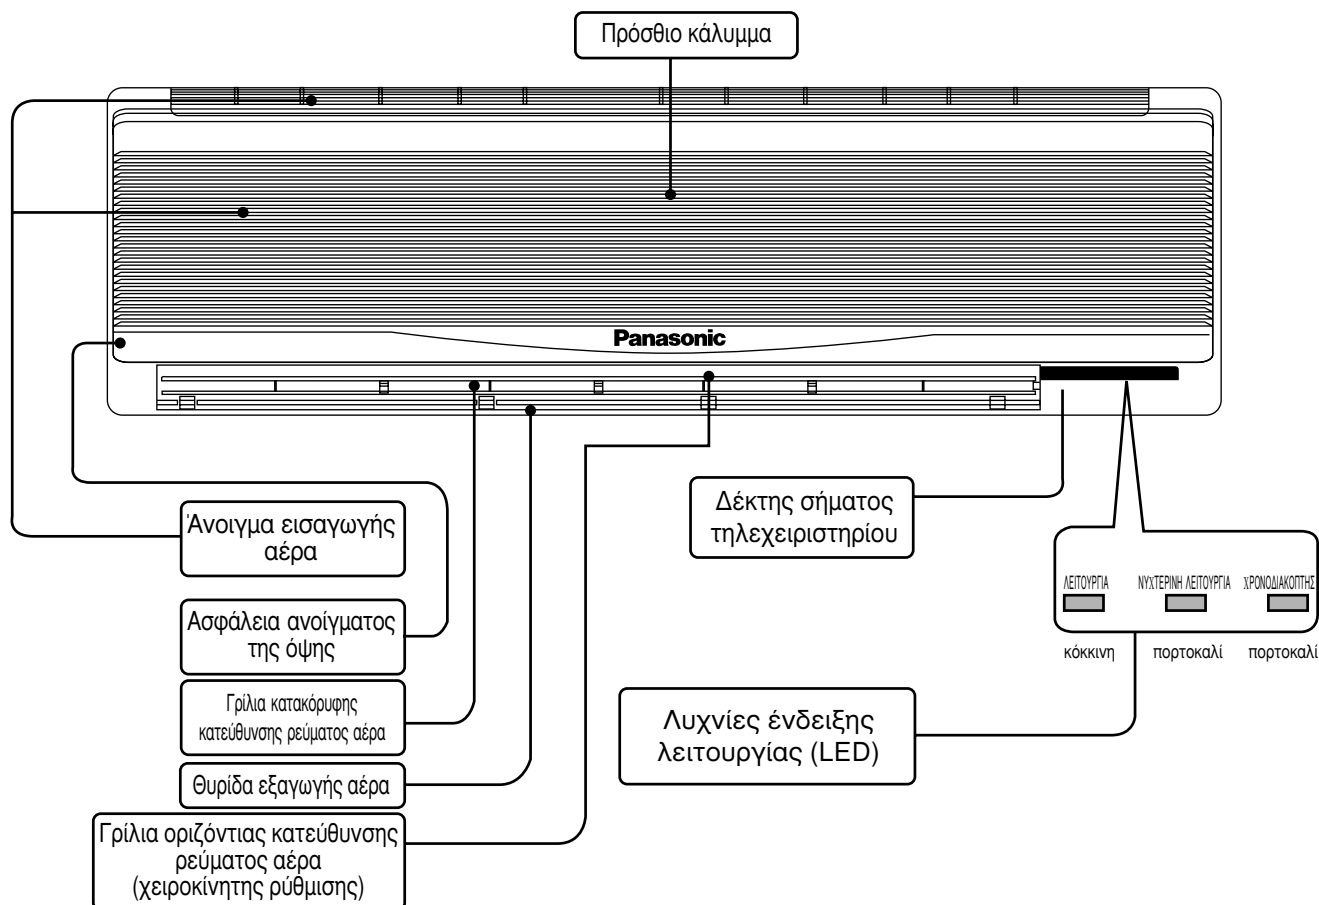 Πρόσθιο κάλυμμα
Panasonic
Άνοιγμα εισαγωγής
αέρα
Δέκτης σήματος
τηλεχειριστηρίου
ΛΕΙΤΟΥΡΓΙΑ ΝΥΧΤΕΡΙΝΗ ΛΕΙΤΟΥΡΓΙΑ ΧΡΟΝΟΔΙΑΚΟΠΤΗΣ
κόκκινη πορτοκαλί πορτοκαλί
Ασφάλεια ανοίγματος
της όψης
Γρίλια κατακόρυφης
κατεύθυνσης ρεύματος αέρα
Λυχνίες ένδειξης
λειτουργίας (LED)
Θυρίδα εξαγωγής αέρα
Γρίλια οριζόντιας κατεύθυνσης
ρεύματος αέρα
(χειροκίνητης ρύθμισης)